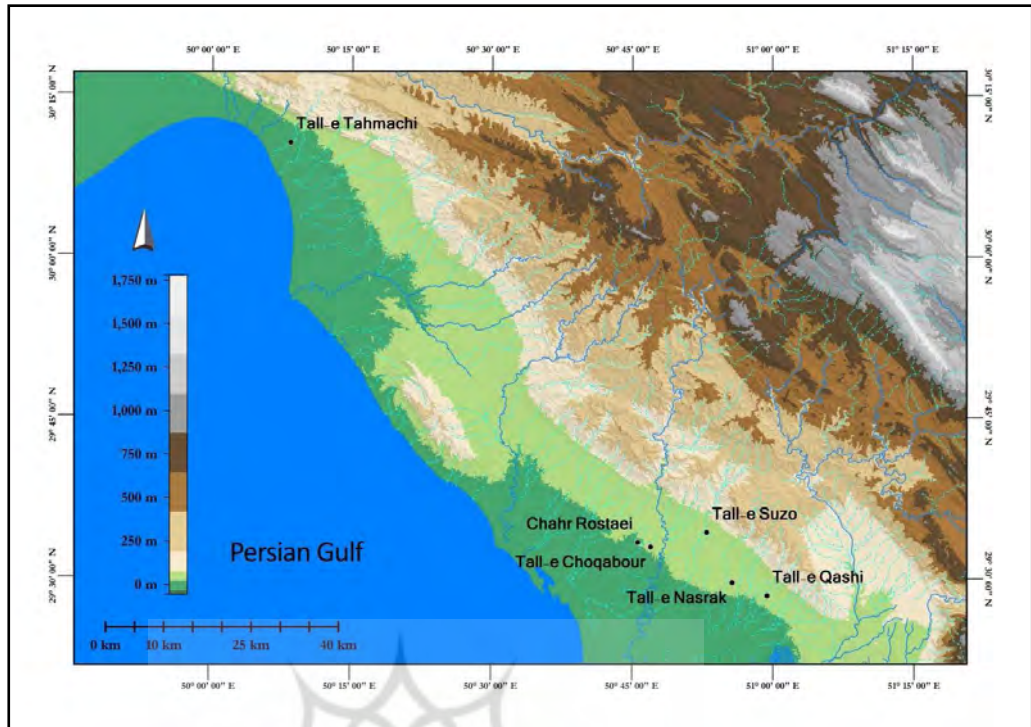 50° 00' 00" E
50° 15' 00" E
50° 30' 00" E
50° 45' 00" E
51° 00' 00" E
51° 15' 00" E
30° 15' 00" N
30° 15' 00" N
Tall-e Tahmachi
30° 60' 00" N
30° 00' 00" N
1,750 m
1,500 m
1,250 m
1,000 m
750 m
500 m
250 m
0 m
29° 45' 00" N
29° 45' 00" N
Persian Gulf
Chahr Rostaei
Tall-e Suzo
Tall-e Choqabour
Tall-e Qashi
Tall-e Nasrak
29° 30' 00" N
29° 30' 60" N
0 km
10 km
25 km
40 km
50° 00' 00" E
50° 15' 00" E
50° 30' 00" E
50° 45' 00" E
51° 00' 00" E
51° 15' 00" E